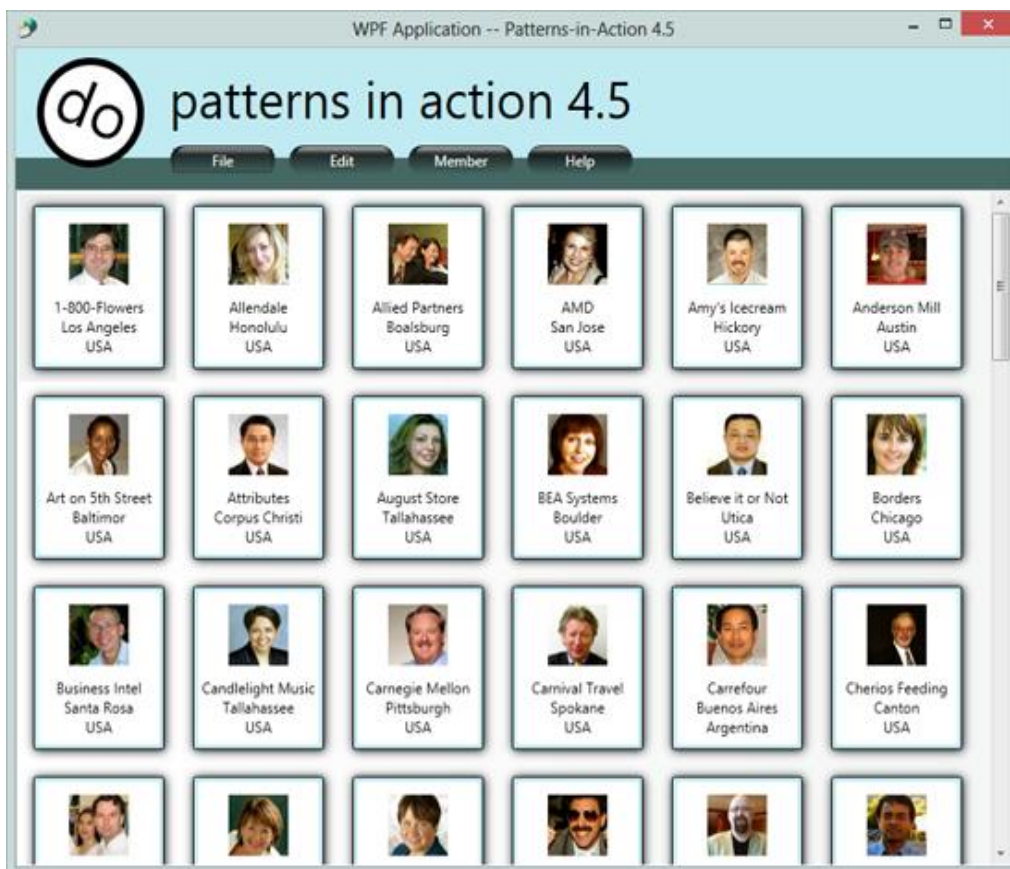 WPF Application -- Patterns-in-Action 4.5
do
patterns in action 4.5
File Edit Member Help
1-800-Flowers
Los Angeles
USA
Allendale
Honolulu
USA
Allied Partners
Boalsburg
USA
AMD
San Jose
USA
Amy's Icecream
Hickory
USA
Anderson Mill
Austin
USA
Art on 5th Street
Baltimor
USA
Attributes
Corpus Christi
USA
August Store
Tallahassee
USA
BEA Systems
Boulder
USA
Believe it or Not
Utica
USA
Borders
Chicago
USA
Business Intel
Santa Rosa
USA
Candlelight Music
Tallahassee
USA
Carnegie Mellon
Pittsburgh
USA
Carnival Travel
Spokane
USA
Carrefour
Buenos Aires
Argentina
Cherios Feeding
Canton
USA